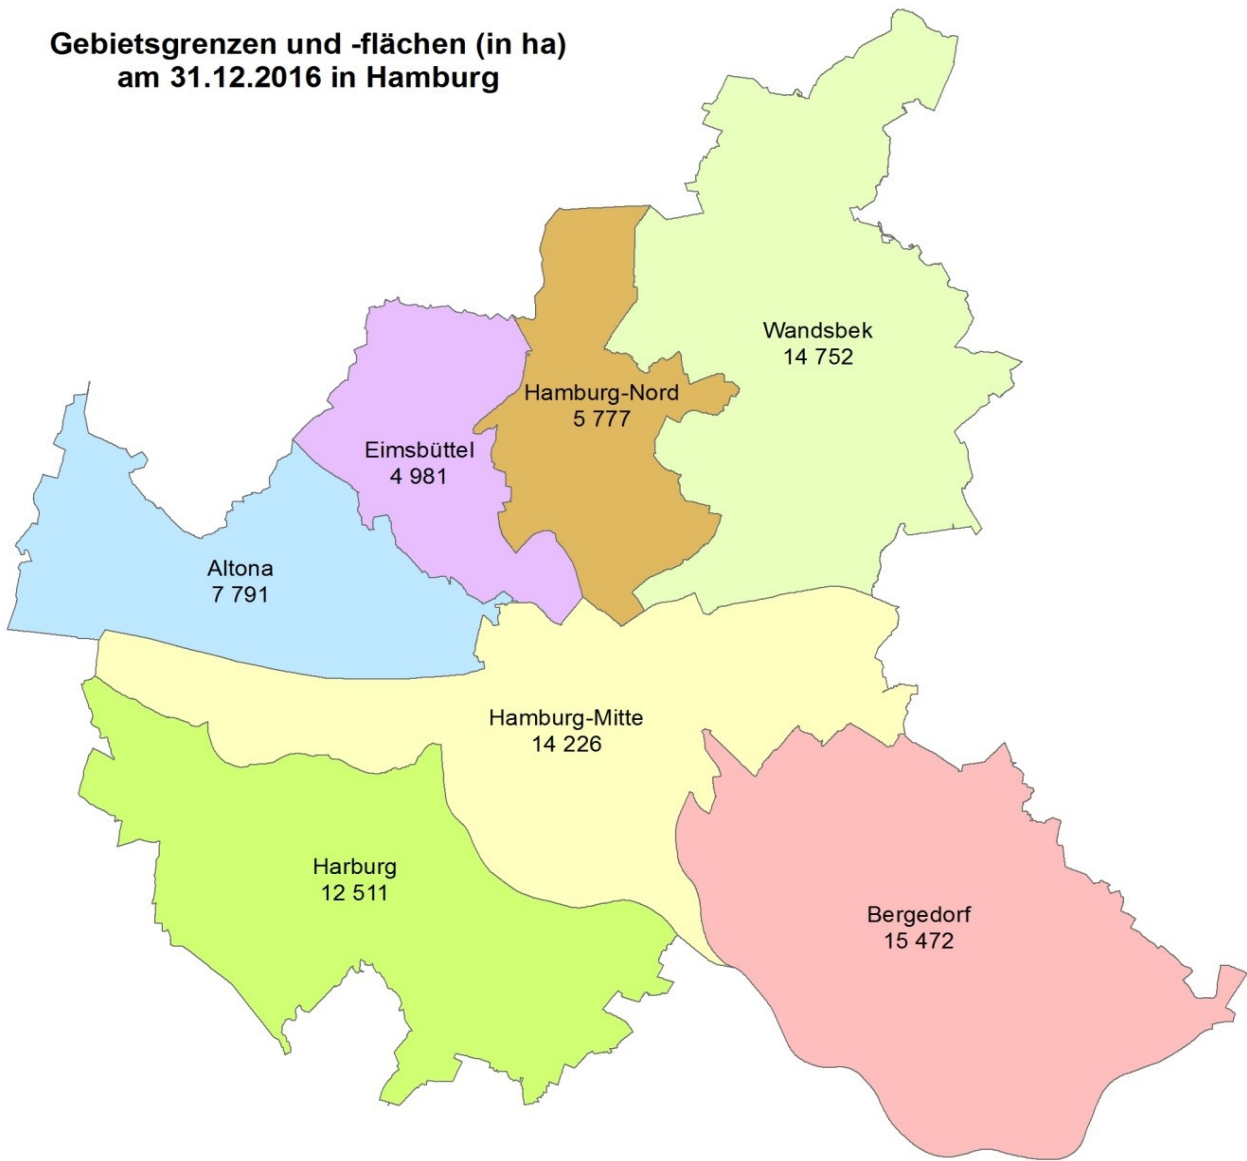 Gebietsgrenzen und -flächen (in ha)
am 31.12.2016 in Hamburg
Wandsbek
14 752
Hamburg-Nord
5 777
Eimsbüttel
4 981
Altona
7 791
Hamburg-Mitte
14 226
Harburg
12 511
Bergedorf
15 472